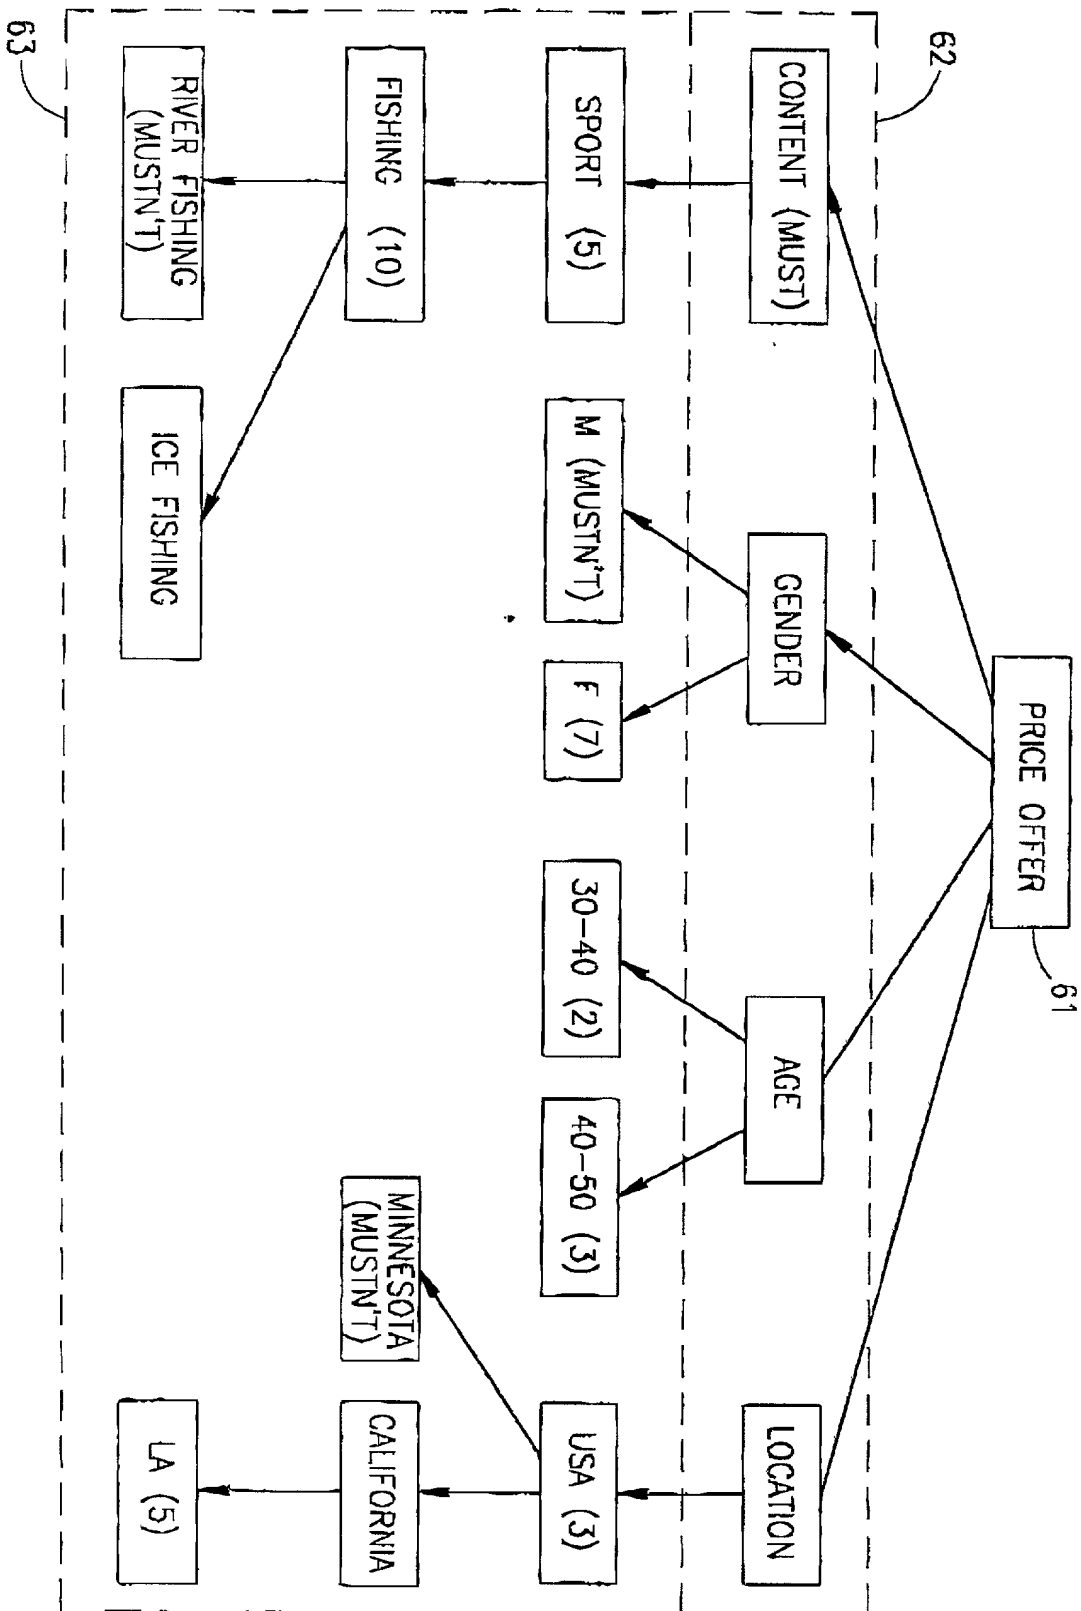 PRICE OFFER
61
62
CONTENT (MUST)
GENDER
AGE
LOCATION
63
SPORT (5)
M (MUSTN'T)
F (7)
30-40 (2)
40-50 (3)
USA (3)
FISHING (10)
MINNESOTA
(MUSTN'T)
CALIFORNIA
RIVER FISHING
(MUSTN'T)
ICE FISHING
LA (5)